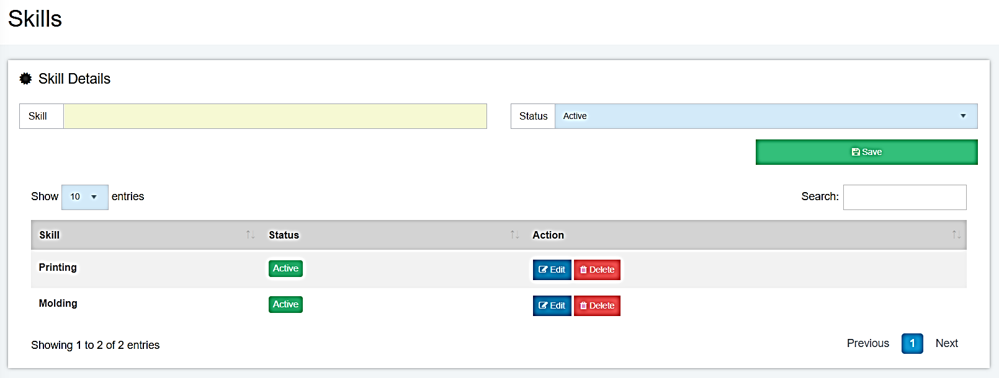 Skills
Skill Details
Skill
Status Active
Save
Show 10 entries
Search:
Skill Status Action
Printing Active Edit Delete
Molding Active Edit Delete
Showing 1 to 2 of 2 entries
Previous 1 Next